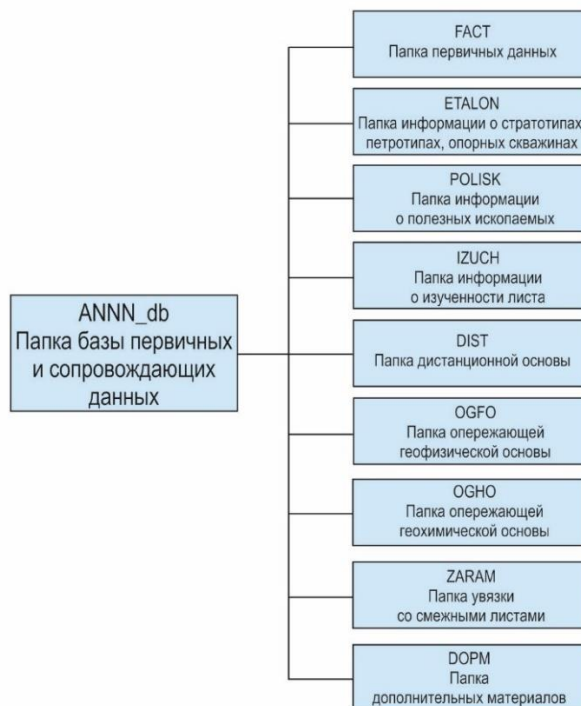 ANNN_db
Папка базы первичных
и сопровождающих
данных
FACT
Папка первичных данных
ETALON
Папка информации о стратотипах,
петротипах, опорных скважинах
POLISK
Папка информации
о полезных ископаемых
IZUCH
Папка информации
о изученности листа
DIST
Папка дистанционной основы
OGFO
Папка опережающей
геофизической основы
OGHO
Папка опережающей
геохимической основы
ZARAM
Папка увязки
со смежными листами
DOPM
Папка
дополнительных материалов